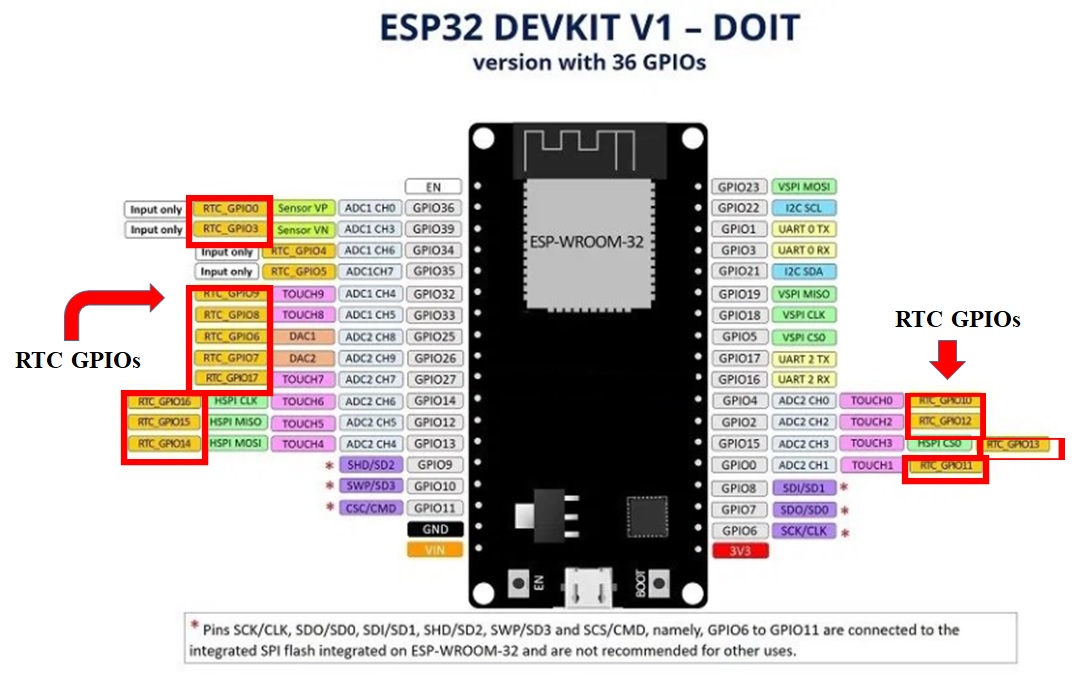 ESP32 DEVKIT V1 – DOIT
version with 36 GPIOs
EN
GPIO23 VSPI MOSI
Input only RTC_GPIO0 Sensor VP ADC1 CH0 GPIO36
GPIO22 I2C SCL
Input only RTC_GPIO3 Sensor VN ADC1 CH3 GPIO39
GPIO1 UART 0 TX
Input only RTC_GPIO4 ADC1 CH6 GPIO34
ESP-WROOM-32
GPIO3 UART 0 RX
Input only RTC_GPIO5 ADC1CH7 GPIO35
GPIO21 I2C SDA
RTC_GPIO9 TOUCH9 ADC1 CH4 GPIO32
GPIO19 VSPI MISO
RTC_GPIO8 TOUCH8 ADC1 CH5 GPIO33
GPIO18 VSPI CLK
RTC GPIOs
RTC_GPIO6 DAC1 ADC2 CH8 GPIO25
GPIO5 VSPI CS0
RTC GPIOs
RTC_GPIO7 DAC2 ADC2 CH9 GPIO26
GPIO17 UART 2 TX
RTC_GPIO17 TOUCH7 ADC2 CH7 GPIO27
GPIO16 UART 2 RX
RTC_GPIO16 HSPI CLK TOUCH6 ADC2 CH6 GPIO14
GPIO4 ADC2 CH0 TOUCH0 RTC_GPIO10
RTC_GPIO15 HSPI MISO TOUCH5 ADC2 CH5 GPIO12
GPIO2 ADC2 CH2 TOUCH2 RTC_GPIO12
RTC_GPIO14 HSPI MOSI TOUCH4 ADC2 CH4 GPIO13
GPIO15 ADC2 CH3 TOUCH3 HSPI CS0 RTC_GPIO13
* SHD/SD2 GPIO9
GPIO0 ADC2 CH1 TOUCH1 RTC_GPIO11
* SWP/SD3 GPIO10
GPIO8 SDI/SD1 *
* CSC/CMD GPIO11
GPIO7 SDO/SD0 *
GND
GPIO6 SCK/CLK *
VIN
3V3
EN
BOOT
* Pins SCK/CLK, SDO/SD0, SDI/SD1, SHD/SD2, SWP/SD3 and SCS/CMD, namely, GPIO6 to GPIO11 are connected to the
integrated SPI flash integrated on ESP-WROOM-32 and are not recommended for other uses.